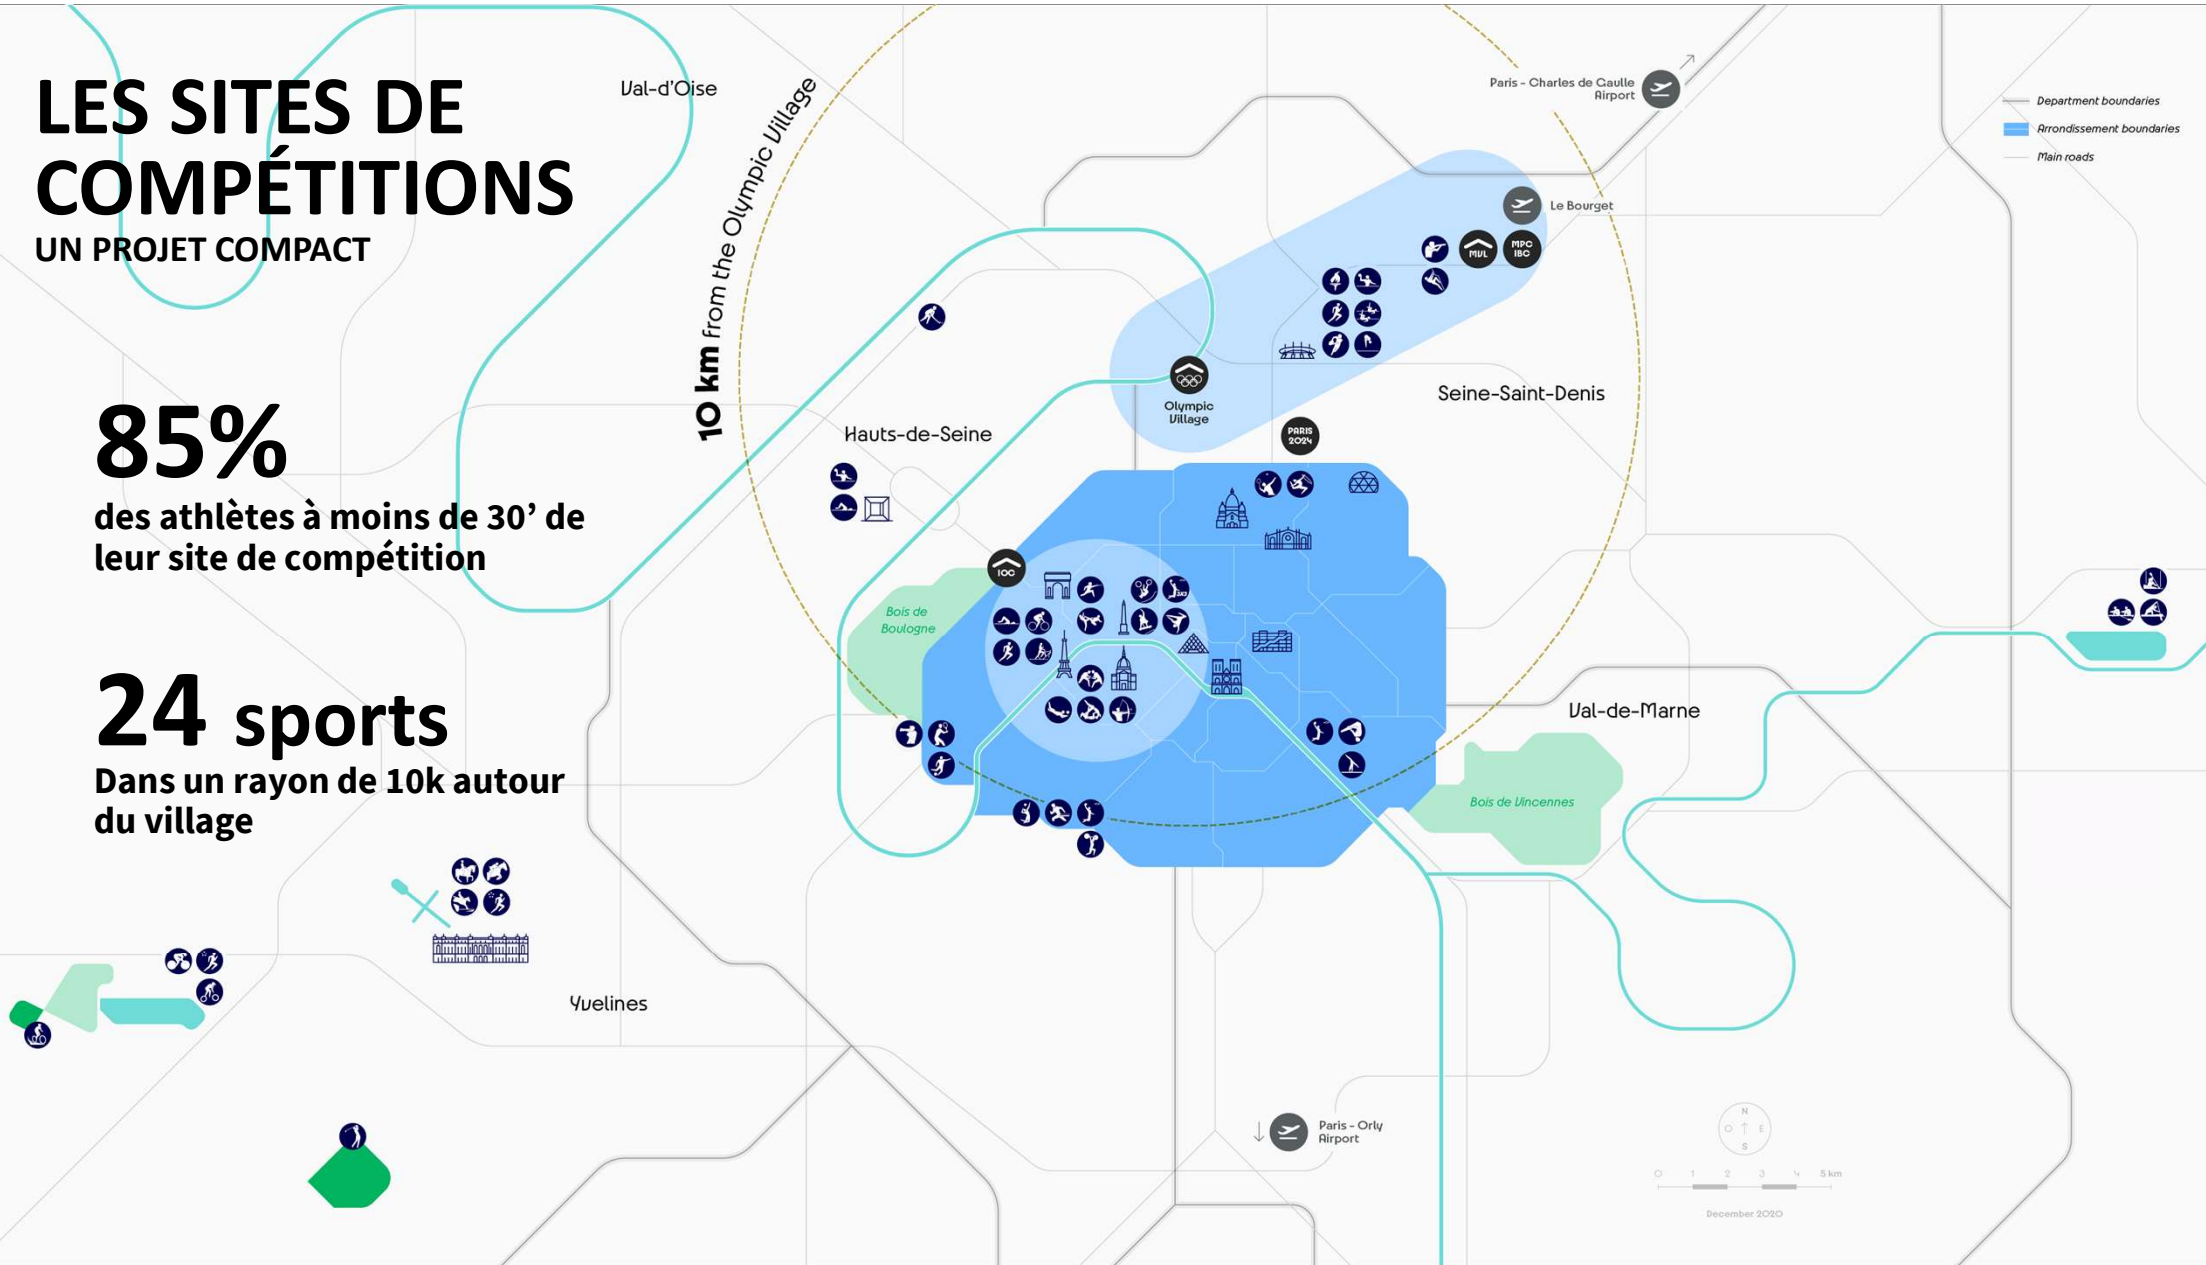 LES SITES DE
COMPÉTITIONS
UN PROJET COMPACT
85%
des athlètes à moins de 30’ de
leur site de compétition
24 sports
Dans un rayon de 10k autour
du village
Val-d'Oise
10 km from the Olympic Village
Paris - Charles de Gaulle
Airport
Department boundaries
Arrondissement boundaries
Main roads
Le Bourget
MVL
MPC
IBC
Olympic
Village
Seine-Saint-Denis
PARIS
2024
Hauts-de-Seine
IOC
3X3
Bois de
Boulogne
Val-de-Marne
Bois de Vincennes
Yvelines
Paris - Orly
Airport
N
O E
S
0 1 2 3 4 5 km
December 2020